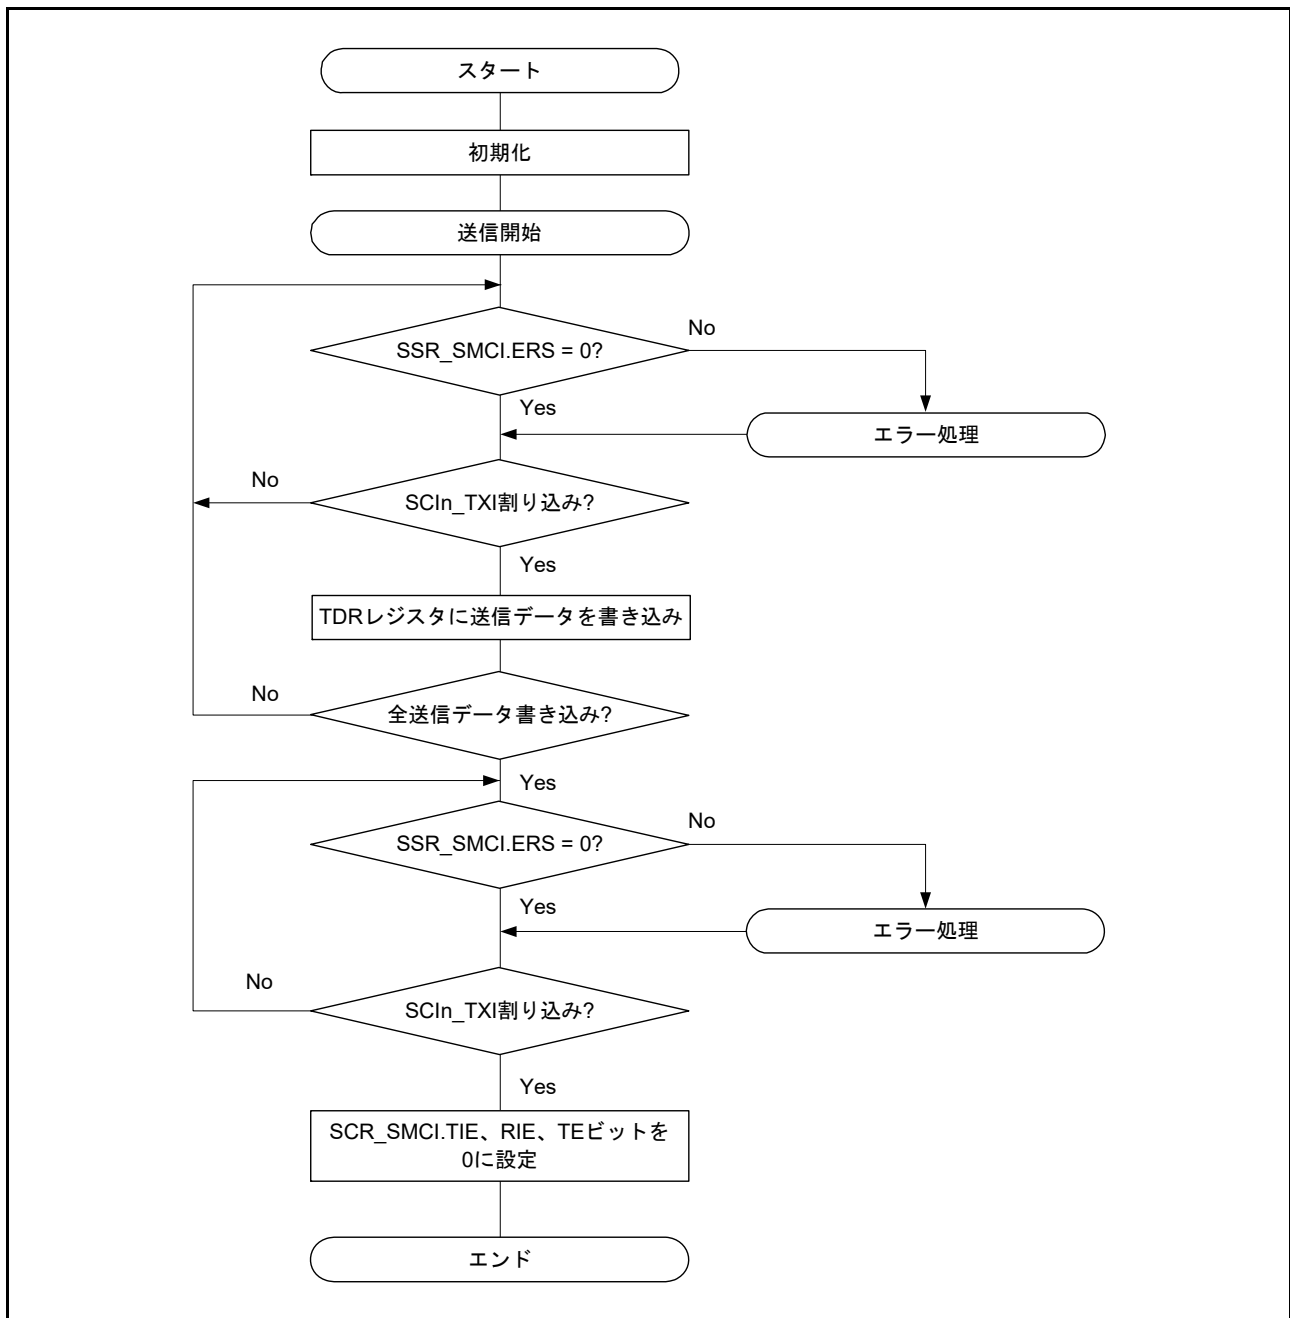 スタート
初期化
送信開始
SSR_SMCI.ERS = 0?
No
Yes
エラー処理
No
SCIn_TXI割り込み?
Yes
TDRレジスタに送信データを書き込み
No
全送信データ書き込み?
Yes
SSR_SMCI.ERS = 0?
No
Yes
エラー処理
No
SCIn_TXI割り込み?
Yes
SCR_SMCI.TIE、RIE、TEビットを
0に設定
エンド